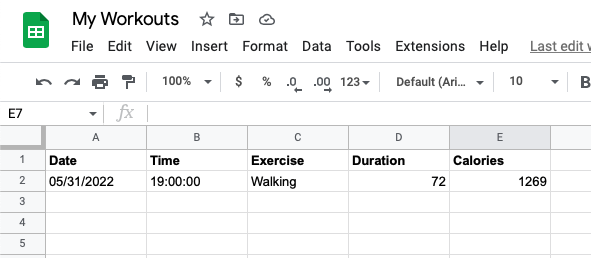 My Workouts
File Edit View Insert Format Data Tools Extensions Help Last edit
100% $ % .0 .00 123 Default (Ari... 10 B
E7 fx
A B C D E
1 Date Time Exercise Duration Calories
2 05/31/2022 19:00:00 Walking 72 1269
3
4
5